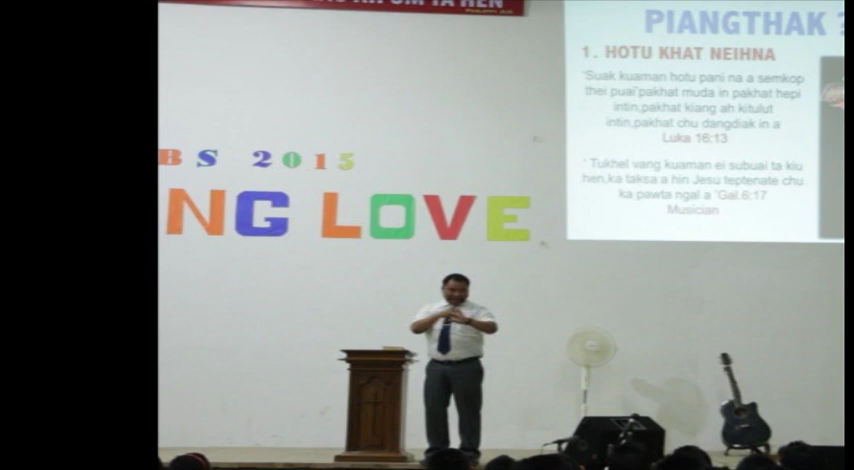 PIANGTHAK ?
1. HOTU KHAT NEIHNA
'Suak kuaman hotu pani na a semkop
thei puai'pakhat muda in pakhat hepi
intin,pakhat kiang ah kitulut
intin,pakhat chu dangdiak in a
Luka 16:13
' Tukhel vang kuaman ei subuai ta kiu
hen,ka taksa a hin Jesu teptenate chu
ka pawta ngal a 'Gal.6:17
Musician
BS 2015
NG LOVE